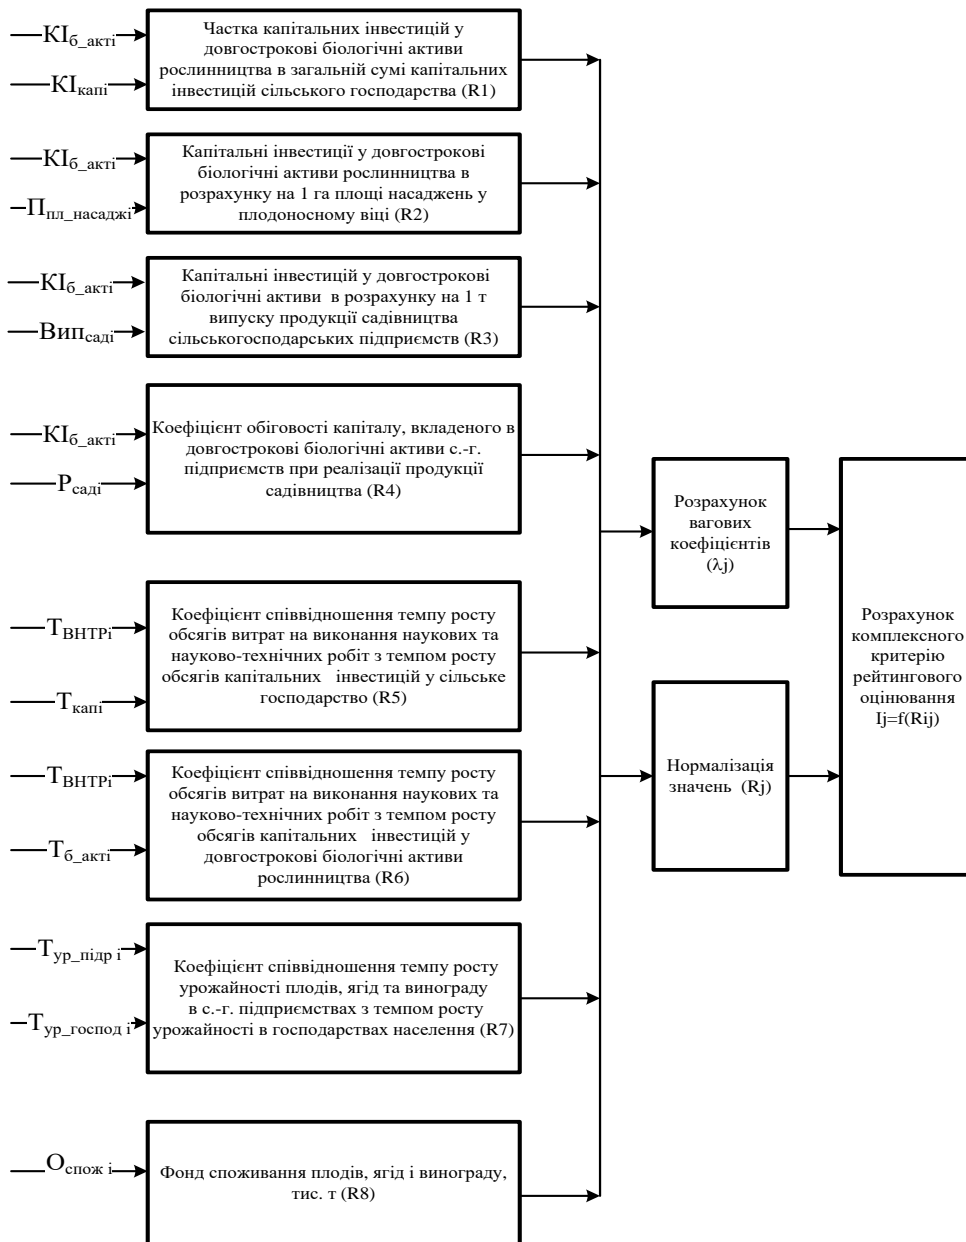 КІб_акті
КІкапі
Частка капітальних інвестицій у
довгострокові біологічні активи
рослинництва в загальній сумі капітальних
інвестицій сільського господарства (R1)
КІб_акті
Ппл_насаджі
Капітальні інвестиції у довгострокові
біологічні активи рослинництва в
розрахунку на 1 га площі насаджень у
плодоносному віці (R2)
КІб_акті
Випсаді
Капітальні інвестицій у довгострокові
біологічні активи в розрахунку на 1 т
випуску продукції садівництва
сільськогосподарських підприємств (R3)
КІб_акті
Рсаді
Коефіцієнт обіговості капіталу, вкладеного в
довгострокові біологічні активи с.-г.
підприємств при реалізації продукції
садівництва (R4)
ТВНТРі
Ткапі
Коефіцієнт співвідношення темпу росту
обсягів витрат на виконання наукових та
науково-технічних робіт з темпом росту
обсягів капітальних інвестицій у сільське
господарство (R5)
ТВНТРі
Тб_акті
Коефіцієнт співвідношення темпу росту
обсягів витрат на виконання наукових та
науково-технічних робіт з темпом росту
обсягів капітальних інвестицій у
довгострокові біологічні активи
рослинництва (R6)
Тур_підр і
Тур_господ і
Коефіцієнт співвідношення темпу росту
урожайності плодів, ягід та винограду
в с.-г. підприємствах з темпом росту
урожайності в господарствах населення (R7)
Оспож і
Фонд споживання плодів, ягід і винограду,
тис. т (R8)
Розрахунок
вагових
коефіцієнтів
(λj)
Нормалізація
значень (Rj)
Розрахунок
комплексного
критерію
рейтингового
оцінювання
Ij=f(Rij)